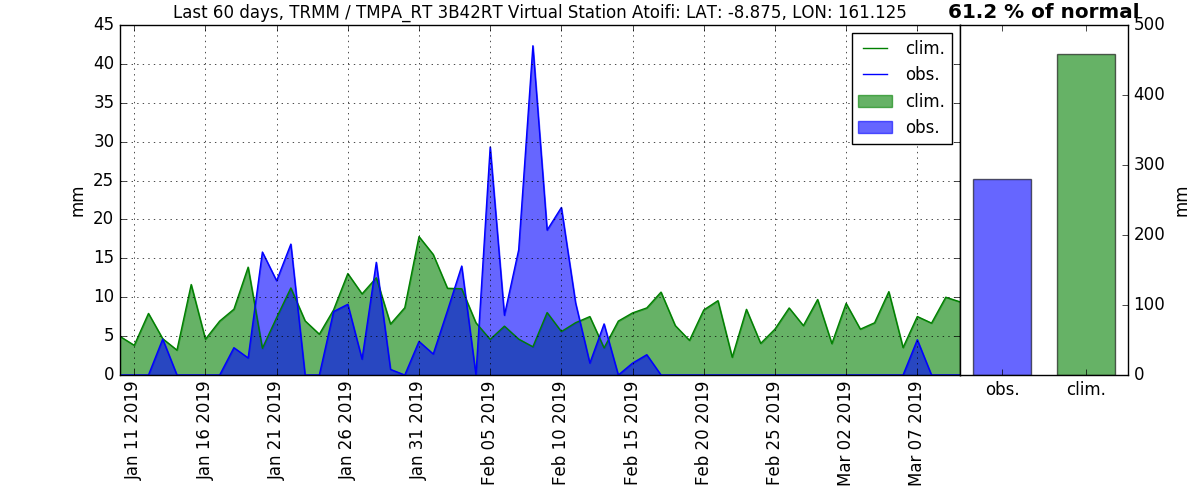 Last 60 days, TRMM / TMPA_RT 3B42RT Virtual Station Atoifi: LAT: -8.875, LON: 161.125
61.2 % of normal
45
40
35
30
25
20
15
10
5
0
mm
clim.
obs.
clim.
obs.
500
400
300
200
100
0
mm
Jan 11 2019
Jan 16 2019
Jan 21 2019
Jan 26 2019
Jan 31 2019
Feb 05 2019
Feb 10 2019
Feb 15 2019
Feb 20 2019
Feb 25 2019
Mar 02 2019
Mar 07 2019
obs.
clim.